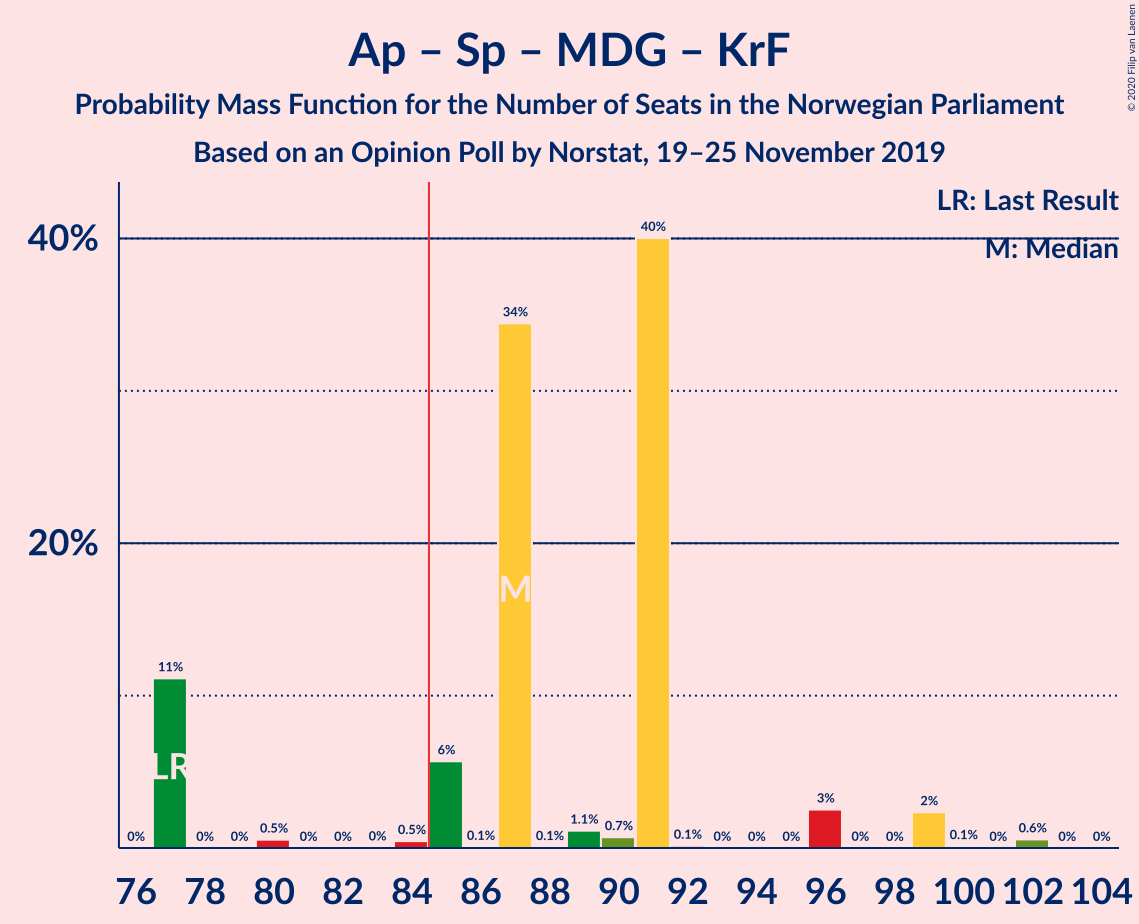 Ap – Sp – MDG – KrF
Probability Mass Function for the Number of Seats in the Norwegian Parliament
Based on an Opinion Poll by Norstat, 19–25 November 2019
© 2020 Filip van Laenen
LR: Last Result
M: Median
40%
20%
0% 11% 0% 0% 0.5% 0% 0% 0% 0.5% 6% 0.1% 34% 0.1% 1.1% 0.7% 40% 0.1% 0% 0% 0% 3% 0% 0% 2% 0.1% 0% 0.6% 0% 0%
LR
M
76 78 80 82 84 86 88 90 92 94 96 98 100 102 104